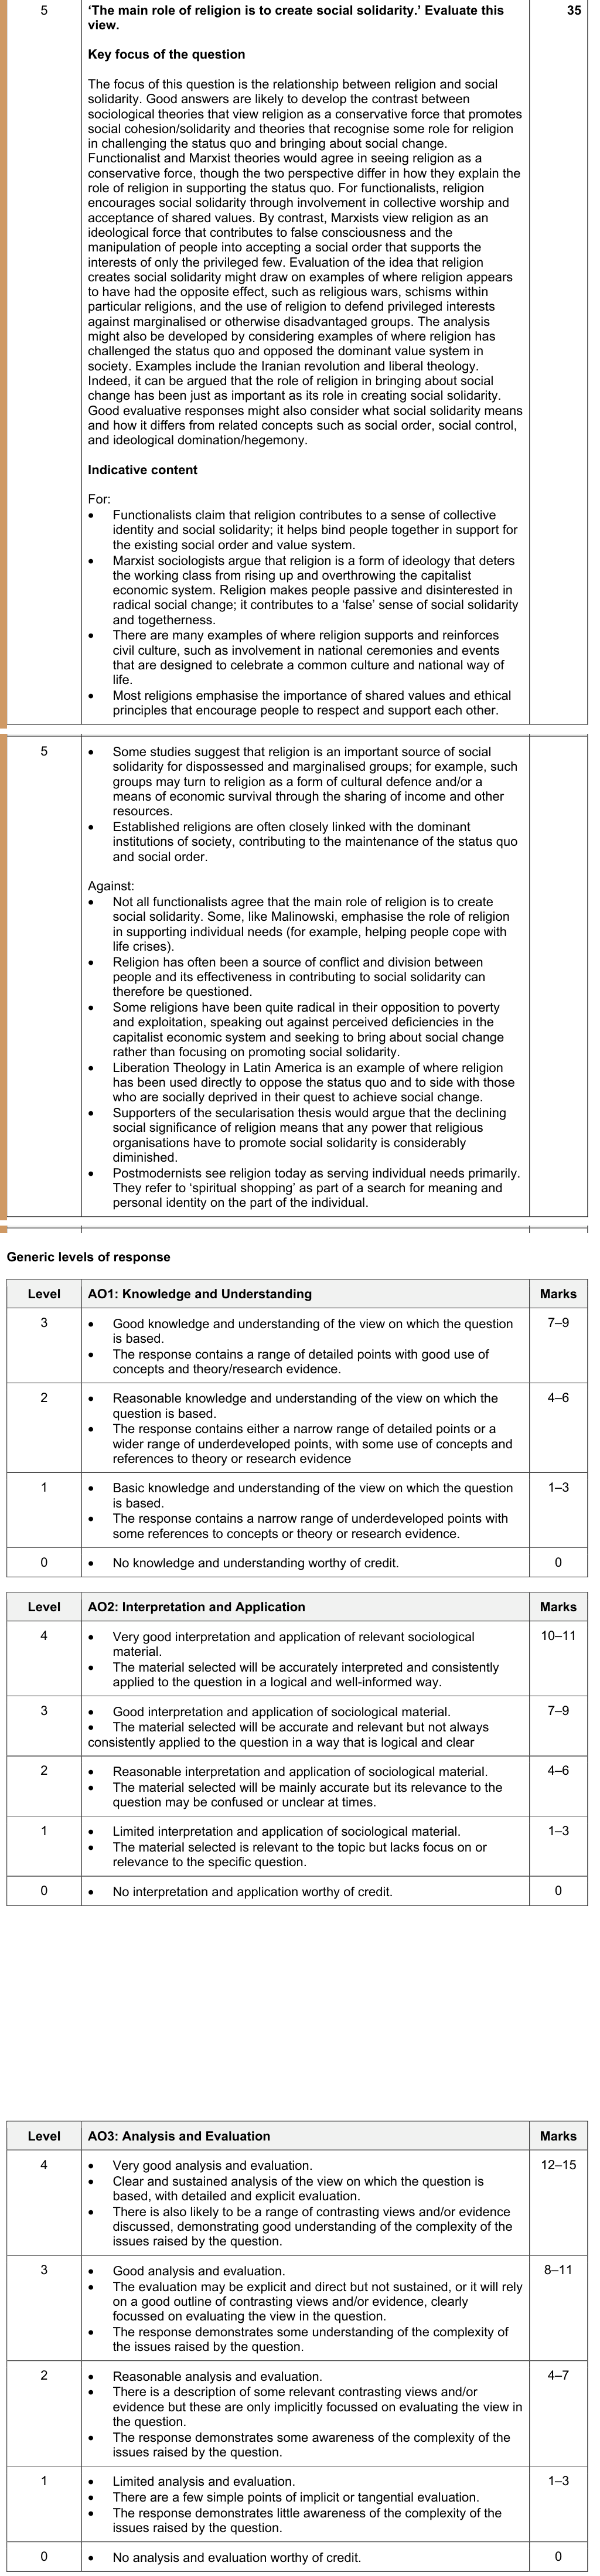 5
‘The main role of religion is to create social solidarity.’ Evaluate this
view.
35
Key focus of the question
The focus of this question is the relationship between religion and social
solidarity. Good answers are likely to develop the contrast between
sociological theories that view religion as a conservative force that promotes
social cohesion/solidarity and theories that recognise some role for religion
in challenging the status quo and bringing about social change.
Functionalist and Marxist theories would agree in seeing religion as a
conservative force, though the two perspective differ in how they explain the
role of religion in supporting the status quo. For functionalists, religion
encourages social solidarity through involvement in collective worship and
acceptance of shared values. By contrast, Marxists view religion as an
ideological force that contributes to false consciousness and the
manipulation of people into accepting a social order that supports the
interests of only the privileged few. Evaluation of the idea that religion
creates social solidarity might draw on examples of where religion appears
to have had the opposite effect, such as religious wars, schisms within
particular religions, and the use of religion to defend privileged interests
against marginalised or otherwise disadvantaged groups. The analysis
might also be developed by considering examples of where religion has
challenged the status quo and opposed the dominant value system in
society. Examples include the Iranian revolution and liberal theology.
Indeed, it can be argued that the role of religion in bringing about social
change has been just as important as its role in creating social solidarity.
Good evaluative responses might also consider what social solidarity means
and how it differs from related concepts such as social order, social control,
and ideological domination/hegemony.
Indicative content
For:
• Functionalists claim that religion contributes to a sense of collective
identity and social solidarity; it helps bind people together in support for
the existing social order and value system.
• Marxist sociologists argue that religion is a form of ideology that deters
the working class from rising up and overthrowing the capitalist
economic system. Religion makes people passive and disinterested in
radical social change; it contributes to a ‘false’ sense of social solidarity
and togetherness.
• There are many examples of where religion supports and reinforces
civil culture, such as involvement in national ceremonies and events
that are designed to celebrate a common culture and national way of
life.
• Most religions emphasise the importance of shared values and ethical
principles that encourage people to respect and support each other.
5
• Some studies suggest that religion is an important source of social
solidarity for dispossessed and marginalised groups; for example, such
groups may turn to religion as a form of cultural defence and/or a
means of economic survival through the sharing of income and other
resources.
• Established religions are often closely linked with the dominant
institutions of society, contributing to the maintenance of the status quo
and social order.
Against:
• Not all functionalists agree that the main role of religion is to create
social solidarity. Some, like Malinowski, emphasise the role of religion
in supporting individual needs (for example, helping people cope with
life crises).
• Religion has often been a source of conflict and division between
people and its effectiveness in contributing to social solidarity can
therefore be questioned.
• Some religions have been quite radical in their opposition to poverty
and exploitation, speaking out against perceived deficiencies in the
capitalist economic system and seeking to bring about social change
rather than focusing on promoting social solidarity.
• Liberation Theology in Latin America is an example of where religion
has been used directly to oppose the status quo and to side with those
who are socially deprived in their quest to achieve social change.
• Supporters of the secularisation thesis would argue that the declining
social significance of religion means that any power that religious
organisations have to promote social solidarity is considerably
diminished.
• Postmodernists see religion today as serving individual needs primarily.
They refer to ‘spiritual shopping’ as part of a search for meaning and
personal identity on the part of the individual.
Generic levels of response
Level AO1: Knowledge and Understanding Marks
3 • Good knowledge and understanding of the view on which the question 7–9
is based.
• The response contains a range of detailed points with good use of
concepts and theory/research evidence.
2 • Reasonable knowledge and understanding of the view on which the 4–6
question is based.
• The response contains either a narrow range of detailed points or a
wider range of underdeveloped points, with some use of concepts and
references to theory or research evidence
1 • Basic knowledge and understanding of the view on which the question 1–3
is based.
• The response contains a narrow range of underdeveloped points with
some references to concepts or theory or research evidence.
0 • No knowledge and understanding worthy of credit. 0
Level AO2: Interpretation and Application Marks
4 • Very good interpretation and application of relevant sociological 10–11
material.
• The material selected will be accurately interpreted and consistently
applied to the question in a logical and well-informed way.
3 • Good interpretation and application of sociological material. 7–9
• The material selected will be accurate and relevant but not always
consistently applied to the question in a way that is logical and clear
2 • Reasonable interpretation and application of sociological material. 4–6
• The material selected will be mainly accurate but its relevance to the
question may be confused or unclear at times.
1 • Limited interpretation and application of sociological material. 1–3
• The material selected is relevant to the topic but lacks focus on or
relevance to the specific question.
0 • No interpretation and application worthy of credit. 0
Level AO3: Analysis and Evaluation Marks
4 • Very good analysis and evaluation. 12–15
• Clear and sustained analysis of the view on which the question is
based, with detailed and explicit evaluation.
• There is also likely to be a range of contrasting views and/or evidence
discussed, demonstrating good understanding of the complexity of the
issues raised by the question.
3 • Good analysis and evaluation. 8–11
• The evaluation may be explicit and direct but not sustained, or it will rely
on a good outline of contrasting views and/or evidence, clearly
focussed on evaluating the view in the question.
• The response demonstrates some understanding of the complexity of
the issues raised by the question.
2 • Reasonable analysis and evaluation. 4–7
• There is a description of some relevant contrasting views and/or
evidence but these are only implicitly focussed on evaluating the view in
the question.
• The response demonstrates some awareness of the complexity of the
issues raised by the question.
1 • Limited analysis and evaluation. 1–3
• There are a few simple points of implicit or tangential evaluation.
• The response demonstrates little awareness of the complexity of the
issues raised by the question.
0 • No analysis and evaluation worthy of credit. 0